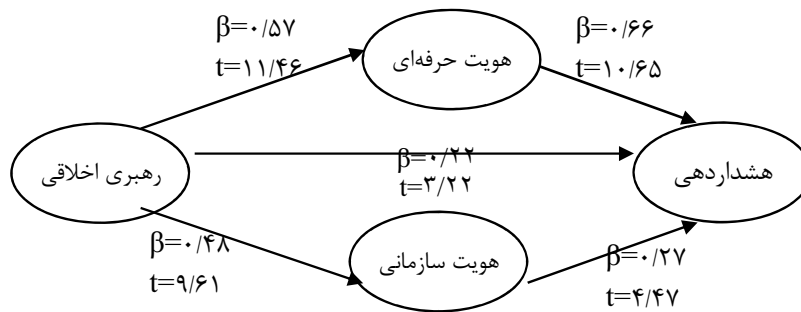 β=۰/۵۷
t=۱۱/۴۶
هویت حرفه‌ای
β=۰/۶۶
t=۱۰/۶۵
رهبری اخلاقی
β=۰/۲۲
t=۳/۲۲
هشداردهی
β=۰/۴۸
t=۹/۶۱
هویت سازمانی
β=۰/۲۷
t=۴/۴۷